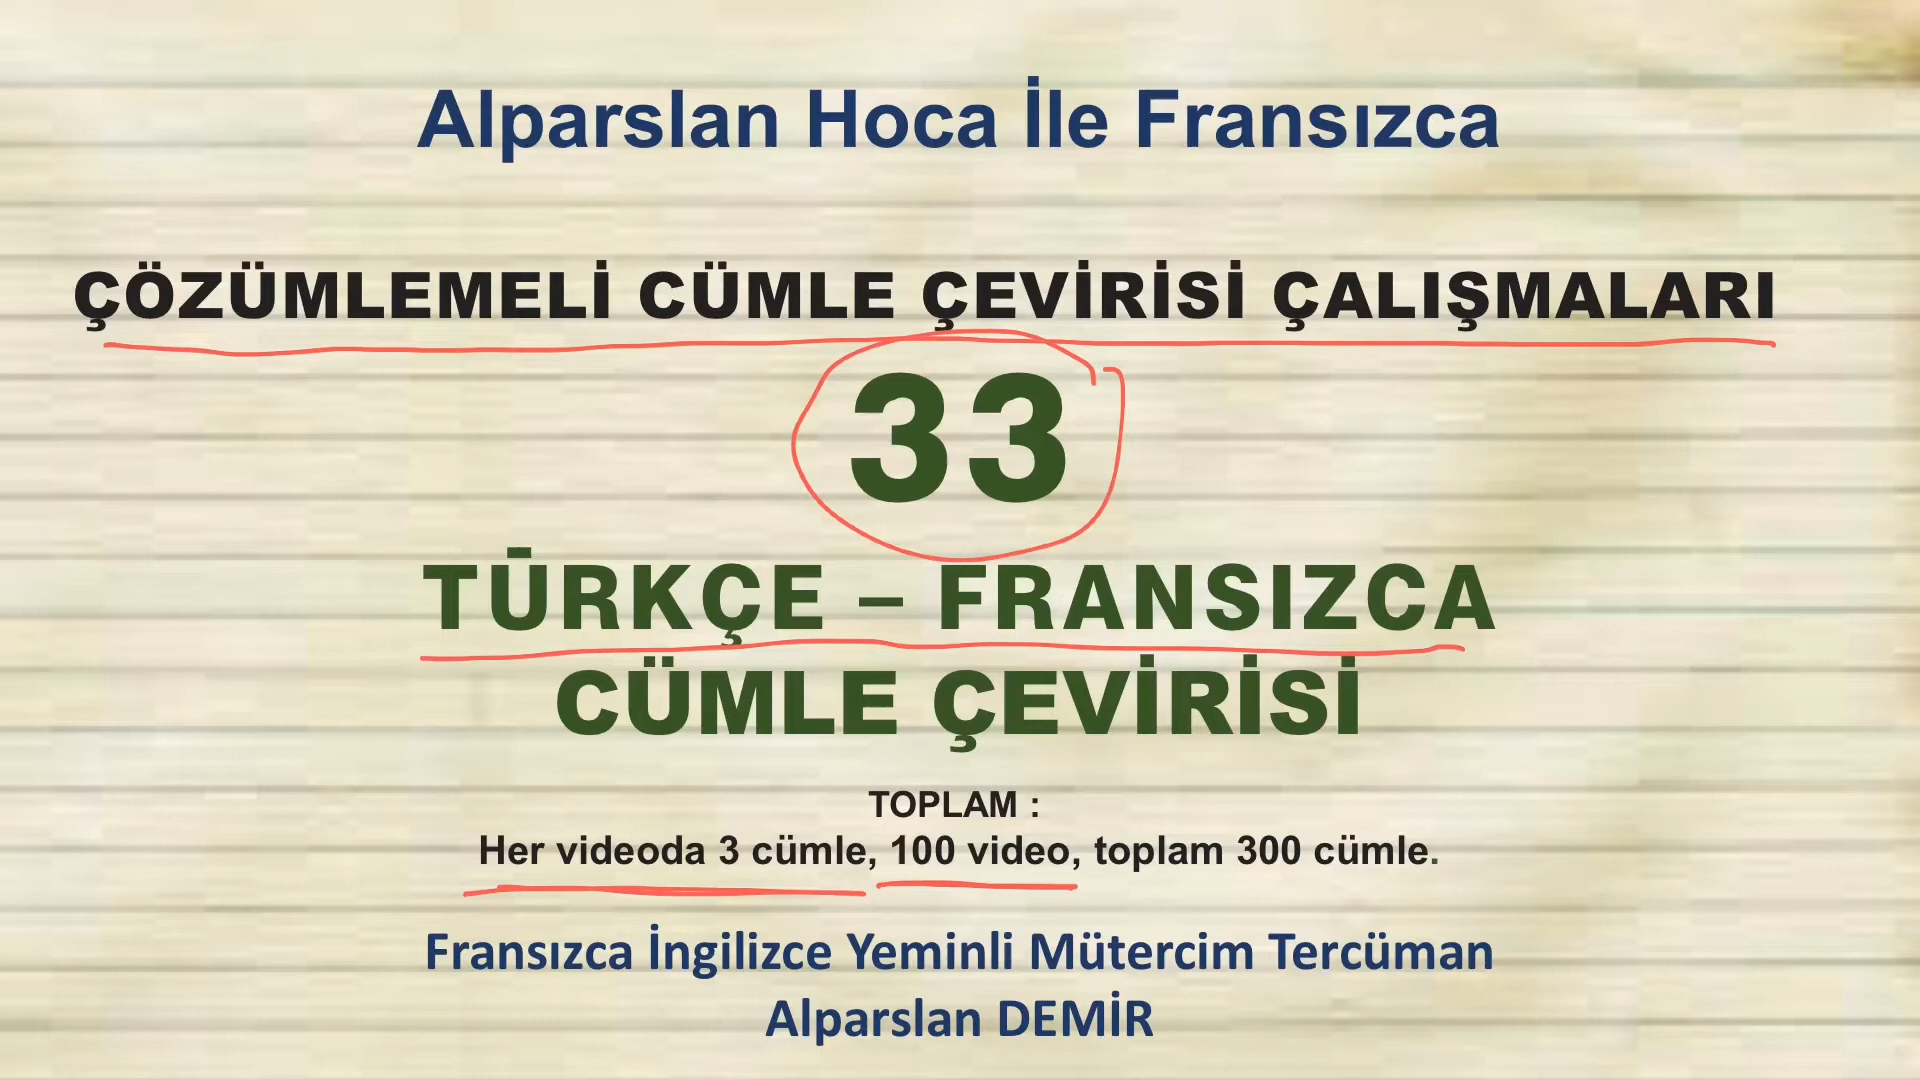 Alparslan Hoca İle Fransızca
ÇÖZÜMLEMELİ CÜMLE ÇEVİRİSİ ÇALIŞMALARI
33
TÜRKÇE – FRANSIZCA
CÜMLE ÇEVİRİSİ
TOPLAM :
Her videoda 3 cümle, 100 video, toplam 300 cümle.
Fransızca İngilizce Yeminli Mütercim Tercüman
Alparslan DEMİR